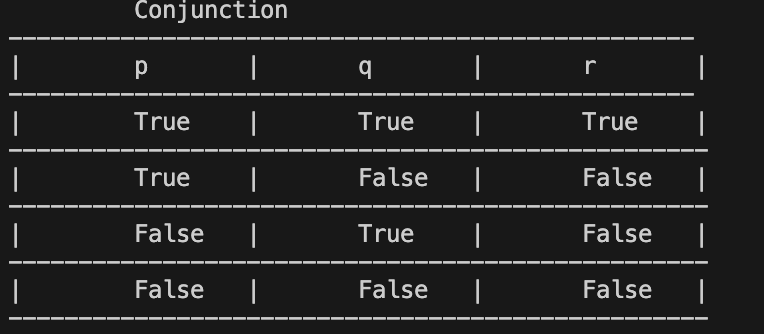 Conjunction
--------------------------------------------------
| p | q | r |
--------------------------------------------------
| True | True | True |
---------------------------------------------------
| True | False | False |
---------------------------------------------------
| False | True | False |
---------------------------------------------------
| False | False | False |
---------------------------------------------------